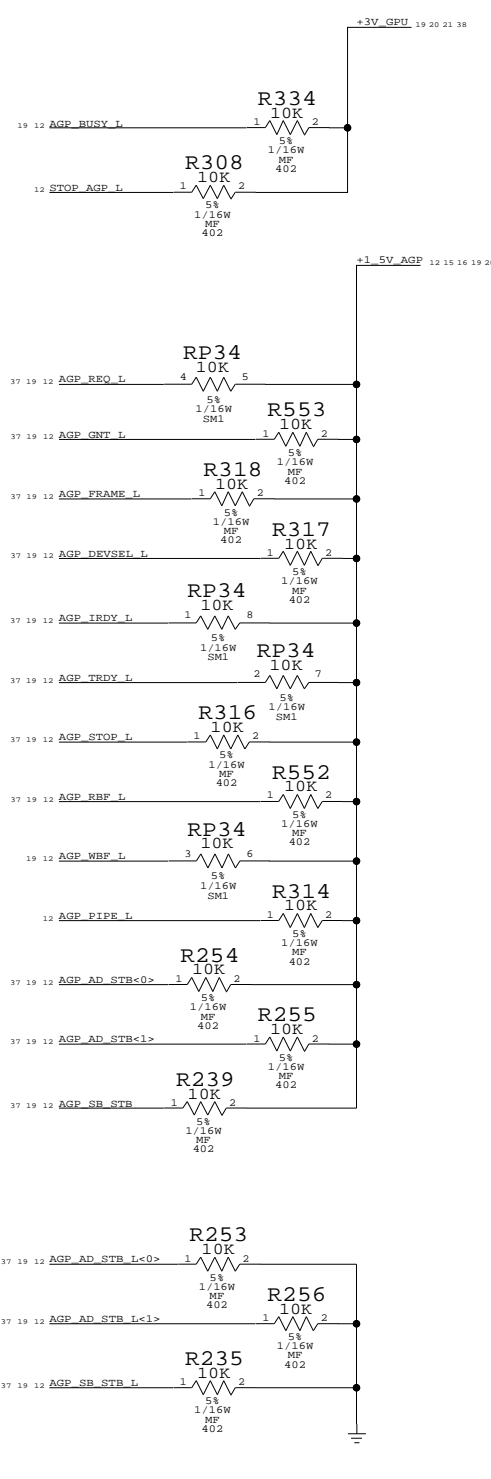 +3V_GPU 19 20 21 38
R334
10K
19 12 AGP_BUSY_L 1 2
5%
1/16W
MF
402
R308
10K
12 STOP_AGP_L 1 2
5%
1/16W
MF
402
+1_5V_AGP 12 15 16 19 20
RP34
10K
37 19 12 AGP_REQ_L 4 5
5%
1/16W
SM1
R553
10K
37 19 12 AGP_GNT_L 1 2
5%
1/16W
MF
402
R318
10K
37 19 12 AGP_FRAME_L 1 2
5%
1/16W
MF
402
R317
10K
37 19 12 AGP_DEVSEL_L 1 2
5%
1/16W
MF
402
RP34
10K
37 19 12 AGP_IRDY_L 1 8
5%
1/16W
SM1
RP34
10K
37 19 12 AGP_TRDY_L 2 7
5%
1/16W
SM1
R316
10K
37 19 12 AGP_STOP_L 1 2
5%
1/16W
MF
402
R552
10K
37 19 12 AGP_RBF_L 1 2
5%
1/16W
MF
402
RP34
10K
19 12 AGP_WBF_L 3 6
5%
1/16W
SM1
R314
10K
12 AGP_PIPE_L 1 2
5%
1/16W
MF
402
R254
10K
37 19 12 AGP_AD_STB<0> 1 2
5%
1/16W
MF
402
R255
10K
37 19 12 AGP_AD_STB<1> 1 2
5%
1/16W
MF
402
R239
10K
37 19 12 AGP_SB_STB 1 2
5%
1/16W
MF
402
R253
10K
37 19 12 AGP_AD_STB_L<0> 1 2
5%
1/16W
MF
402
R256
10K
37 19 12 AGP_AD_STB_L<1> 1 2
5%
1/16W
MF
402
R235
10K
37 19 12 AGP_SB_STB_L 1 2
5%
1/16W
MF
402